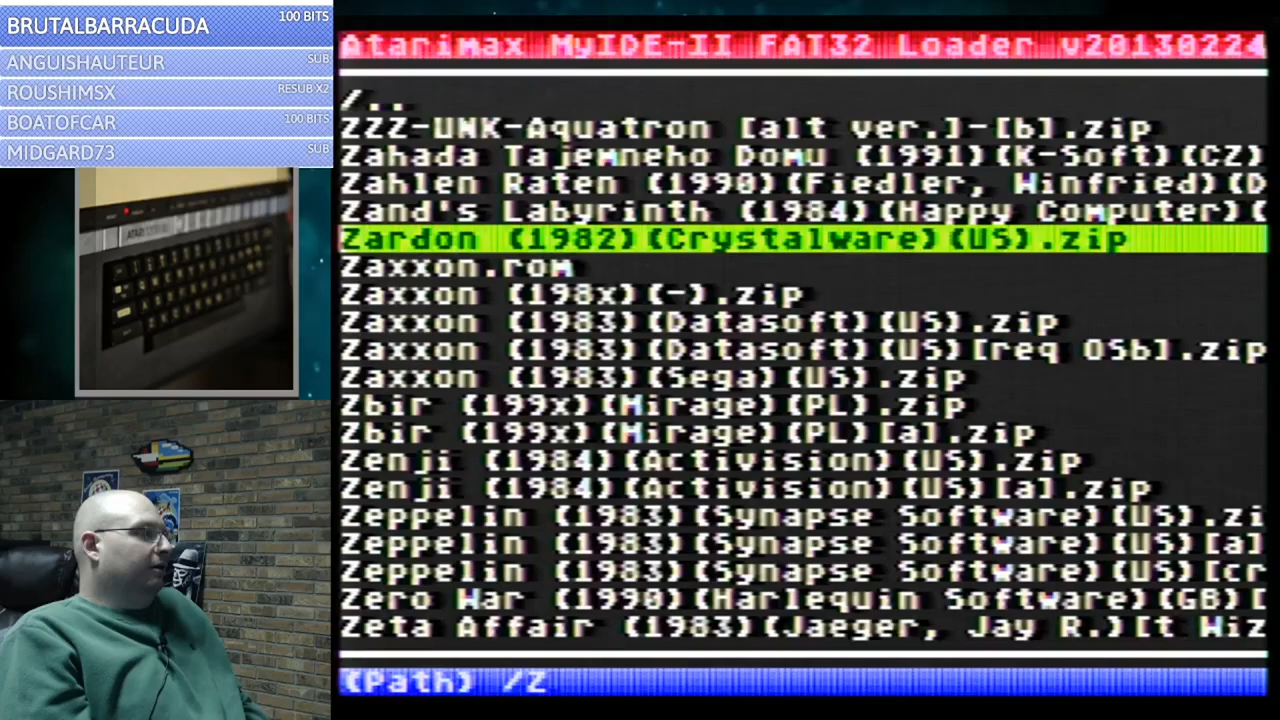 BRUTALBARRACUDA 100 BITS
ANGUISHAUTEUR SUB
ROUSHIMSX RESUB X2
BOATOFCAR 100 BITS
MIDGARD73 SUB
Atarimax MyIDE-II FAT32 Loader v20130224
/..
ZZZ-UNK-Aquatron [alt ver.]-[b].zip
Zahada Tajemneho Domu (1991)(K-Soft)(CZ)
Zahlen Raten (1990)(Fiedler, Winfried)(D
Zand's Labyrinth (1984)(Happy Computer)(
Zardon (1982)(Crystalware)(US).zip
Zaxxon.rom
Zaxxon (198x)(-).zip
Zaxxon (1983)(Datasoft)(US).zip
Zaxxon (1983)(Datasoft)(US)[req OSb].zip
Zaxxon (1983)(Sega)(US).zip
Zbir (199x)(Mirage)(PL).zip
Zbir (199x)(Mirage)(PL)[a].zip
Zenji (1984)(Activision)(US).zip
Zenji (1984)(Activision)(US)[a].zip
Zeppelin (1983)(Synapse Software)(US).zi
Zeppelin (1983)(Synapse Software)(US)[a]
Zeppelin (1983)(Synapse Software)(US)[cr
Zero War (1990)(Harlequin Software)(GB)[
Zeta Affair (1983)(Jaeger, Jay R.)[t Wiz
(Path) /Z